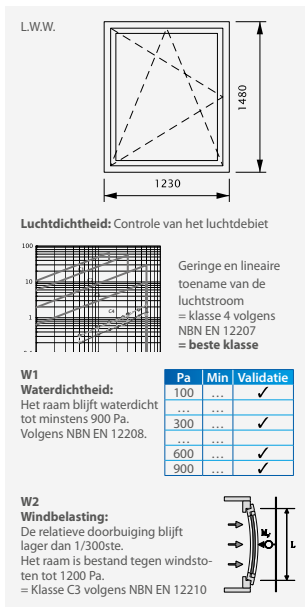 L.W.W.
1480
1230
Luchtdichtheid: Controle van het luchtdebiet
100
10
1
C4
Geringe en lineaire
toename van de
luchtstroom
= klasse 4 volgens
NBN EN 12207
= beste klasse
W1
Waterdichtheid:
Het raam blijft waterdicht
tot minstens 900 Pa.
Volgens NBN EN 12208.
Pa Min Validatie
100 ... ✓
... ...
300 ... ✓
... ...
600 ... ✓
900 ... ✓
W2
Windbelasting:
De relatieve doorbuiging blijft
lager dan 1/300ste.
Het raam is bestand tegen windsto-
ten tot 1200 Pa.
= Klasse C3 volgens NBN EN 12210
L